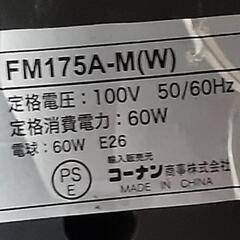 FM175A-M(W)
定格電圧：100V 50/60Hz
定格消費電力：60W
電球：60W E26
輸入販売元
PS
E
コーナン商事株式会社
MADE IN CHINA